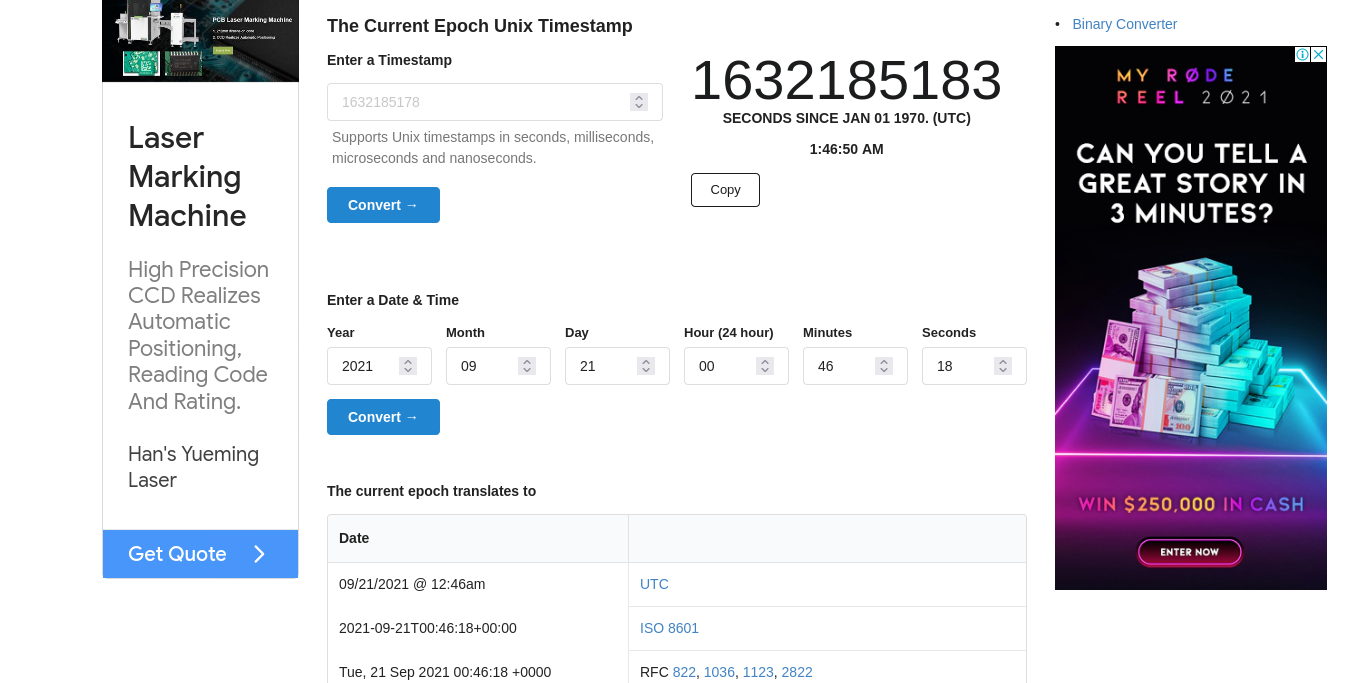 PCB Laser Marking Machine
Laser
Marking
Machine
High Precision
CCD Realizes
Automatic
Positioning,
Reading Code
And Rating.
Han's Yueming
Laser
Get Quote
The Current Epoch Unix Timestamp
Enter a Timestamp
1632185178
Supports Unix timestamps in seconds, milliseconds,
microseconds and nanoseconds.
Convert →
1632185183
SECONDS SINCE JAN 01 1970. (UTC)
1:46:50 AM
Copy
Enter a Date & Time
Year Month Day Hour (24 hour) Minutes Seconds
2021 09 21 00 46 18
Convert →
The current epoch translates to
Date
09/21/2021 @ 12:46am UTC
2021-09-21T00:46:18+00:00 ISO 8601
Tue, 21 Sep 2021 00:46:18 +0000 RFC 822, 1036, 1123, 2822
• Binary Converter
MY RØDE
REEL 2Ø21
CAN YOU TELL A
GREAT STORY IN
3 MINUTES?
WIN $250,000 IN CASH
ENTER NOW